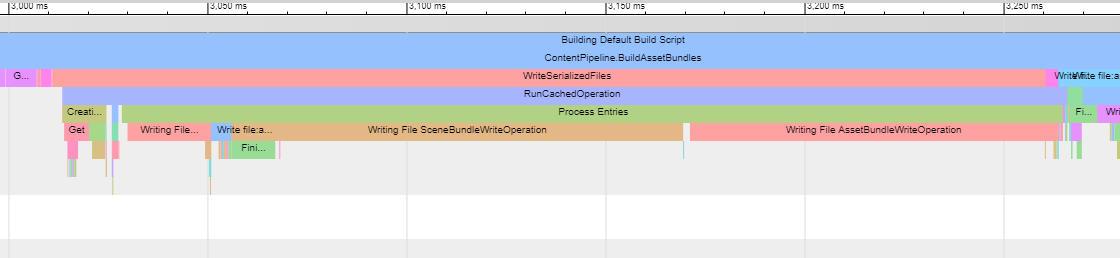 3,000 ms 3,050 ms 3,100 ms 3,150 ms 3,200 ms 3,250 ms
Building Default Build Script
ContentPipeline.BuildAssetBundles
G... WriteSerializedFiles Write file:a
RunCachedOperation
Creati... Process Entries Fi... Wri
Get Writing File... Write file:a... Writing File SceneBundleWriteOperation Writing File AssetBundleWriteOperation
Fini...